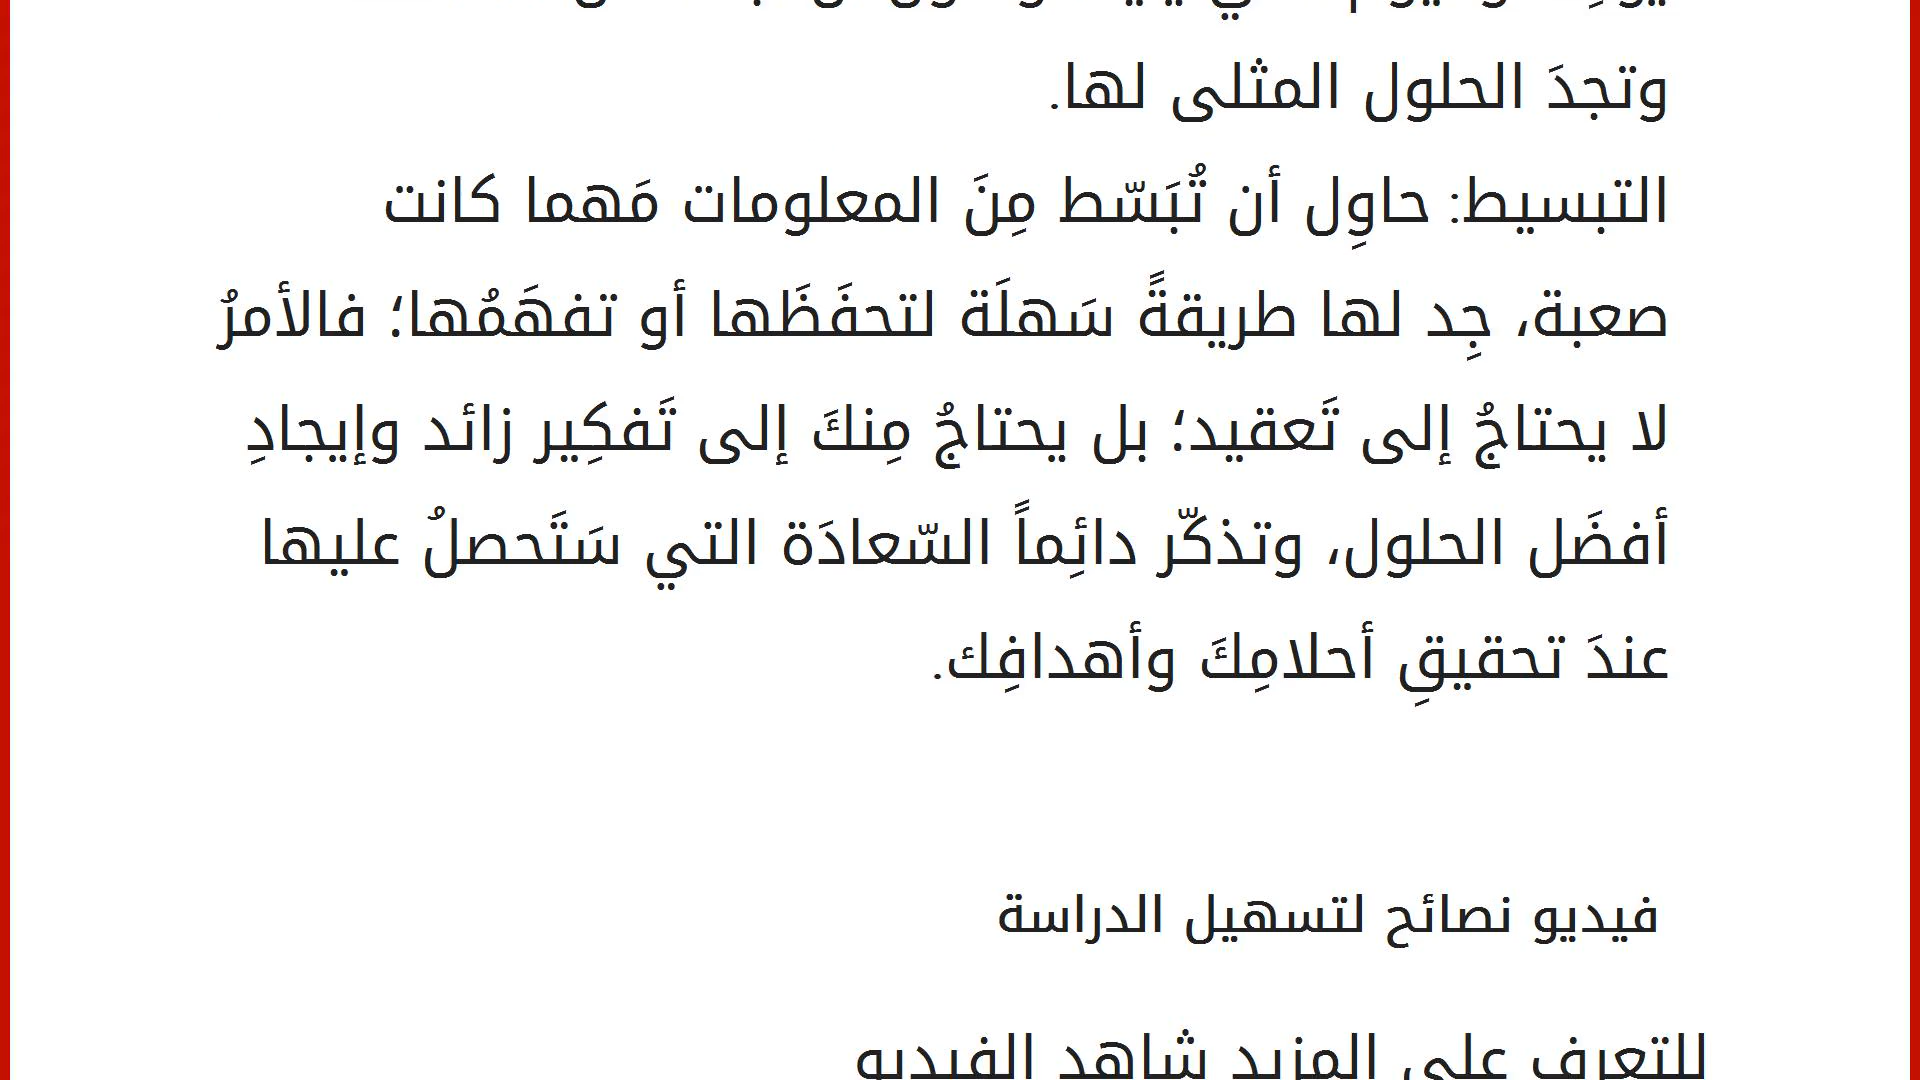 وتجدَ الحلول المثلى لها.
التبسيط: حاوِل أن تُبَسّط مِنَ المعلومات مَهما كانت
صعبة، جِد لها طريقةً سَهلَة لتحفَظَها أو تفهَمُها؛ فالأمرُ
لا يحتاجُ إلى تَعقيد؛ بل يحتاجُ مِنكَ إلى تَفكِير زائد وإيجادِ
أفضَل الحلول، وتذكّر دائِماً السّعادَة التي سَتَحصلُ عليها
عندَ تحقيقِ أحلامِكَ وأهدافِك.
فيديو نصائح لتسهيل الدراسة
للتعرف على المزيد شاهد الفيديو